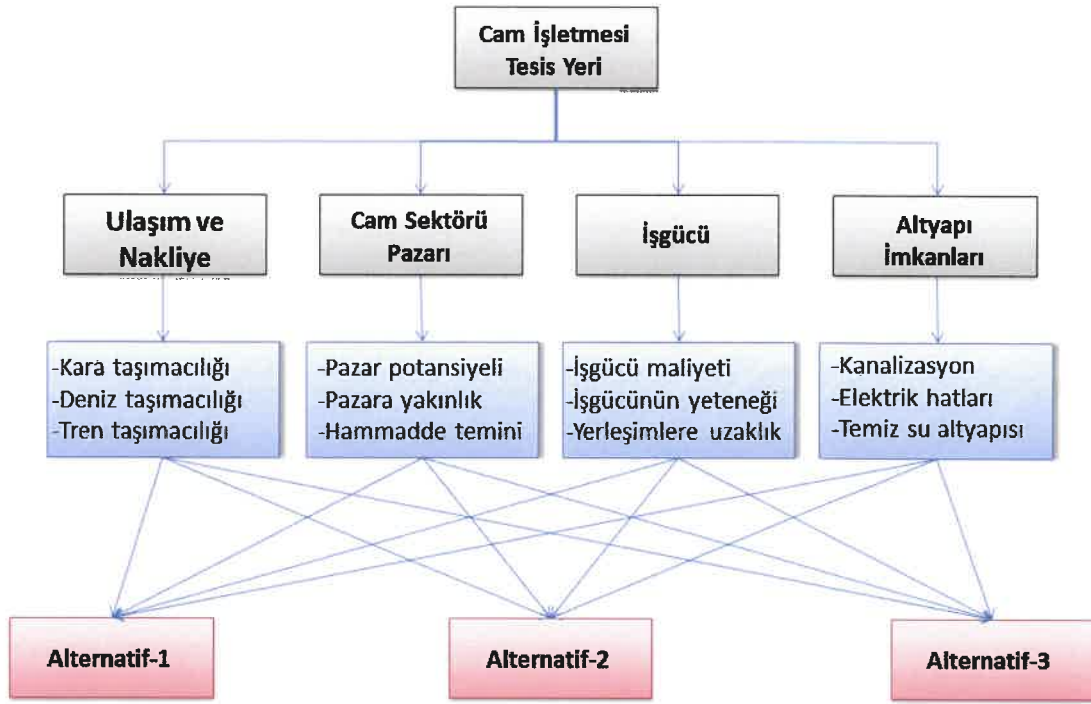 Cam İşletmesi
Tesis Yeri
Ulaşım ve
Nakliye
Cam Sektörü
Pazarı
İşgücü
Altyapı
İmkanları
-Kara taşımacılığı
-Deniz taşımacılığı
-Tren taşımacılığı
-Pazar potansiyeli
-Pazara yakınlık
-Hammadde temini
-İşgücü maliyeti
-İşgücünün yeteneği
-Yerleşimlere uzaklık
-Kanalizasyon
-Elektrik hatları
-Temiz su altyapısı
Alternatif-1
Alternatif-2
Alternatif-3